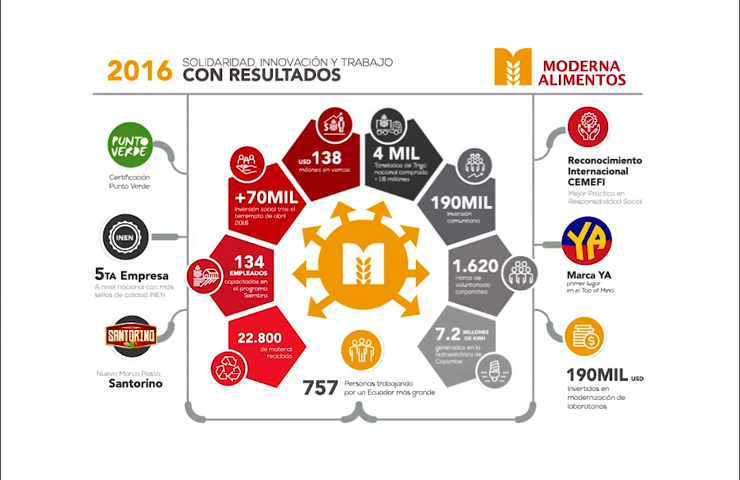 2016
SOLIDARIDAD, INNOVACIÓN Y TRABAJO
CON RESULTADOS
MODERNA
ALIMENTOS
PUNTO
VERDE
Certificación
Punto Verde
INEN
5TA Empresa
A nivel nacional con más
sellos de calidad INEN
SANTORINO
Nueva Marca Pasta
Santorino
USD 138
millones en ventas
+70MIL
Inversión social tras el
terremoto de abril
2016
134
EMPLEADOS
capacitados en
el programa
Siembra
22.800
de material
reciclado
4 MIL
Toneladas de Trigo
nacional comprado
190MIL
Inversión
comunitaria
1.620
Horas de
voluntariado
corporativo
7.2 MILLONES
DE KWH
generados en la
hidroeléctrica de
Cayambe
757
Personas trabajando
por un Ecuador más grande
Reconocimiento
Internacional
CEMEFI
Mejor Práctica en
Responsabilidad Social
YA
Marca YA
primer lugar
en el Top of Mind
190MIL USD
Invertidos en
modernización de
laboratorios